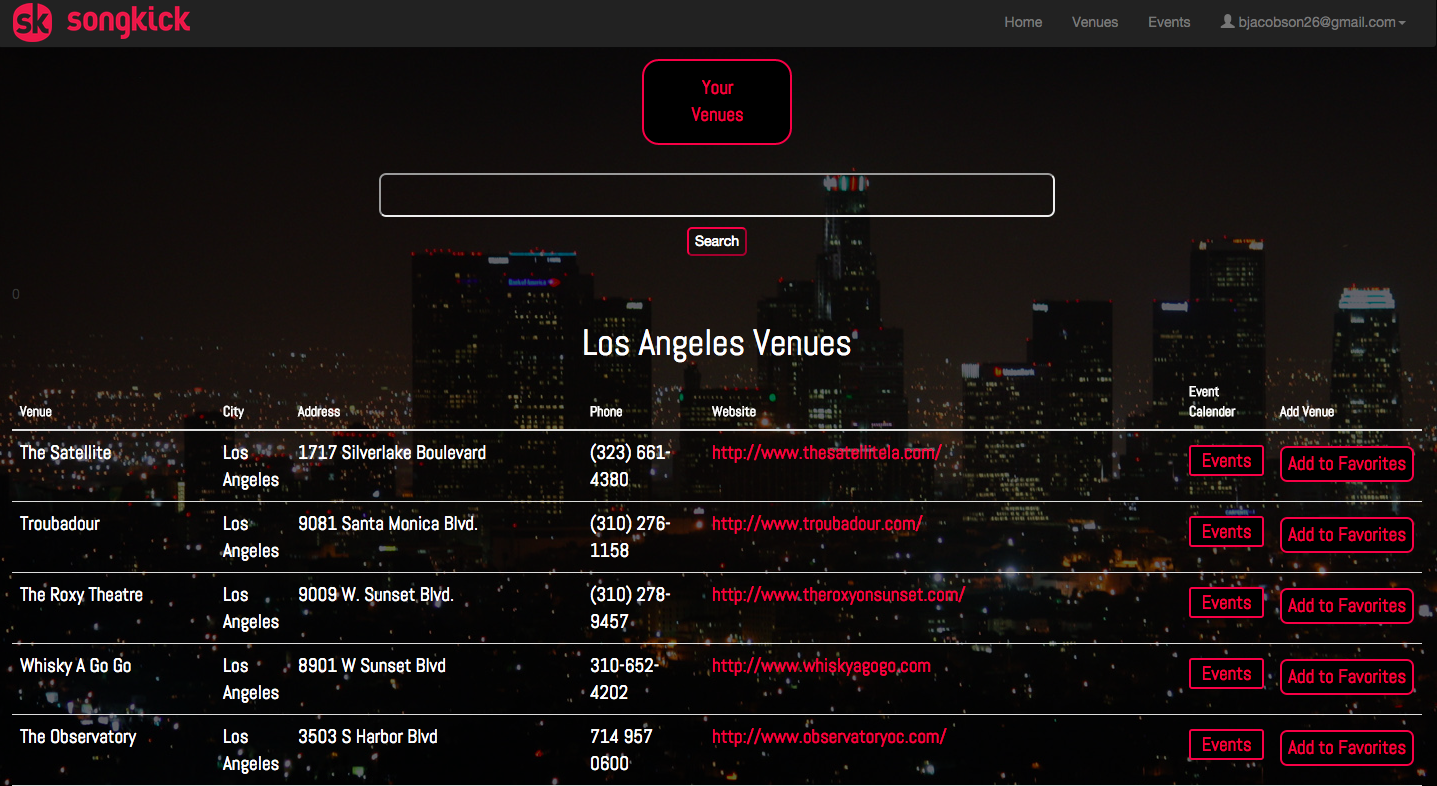 sk songkick
Home Venues Events bjacobson26@gmail.com
Your
Venues
Search
0
Los Angeles Venues
Event
Venue City Address Phone Website Calender Add Venue
The Satellite Los 1717 Silverlake Boulevard (323) 661- http://www.thesatellitela.com/ Events Add to Favorites
Angeles 4380
Troubadour Los 9081 Santa Monica Blvd. (310) 276- http://www.troubadour.com/ Events Add to Favorites
Angeles 1158
The Roxy Theatre Los 9009 W. Sunset Blvd. (310) 278- http://www.theroxyonsunset.com/ Events Add to Favorites
Angeles 9457
Whisky A Go Go Los 8901 W Sunset Blvd 310-652- http://www.whiskyagogo.com Events Add to Favorites
Angeles 4202
The Observatory Los 3503 S Harbor Blvd 714 957 http://www.observatoryoc.com/ Events Add to Favorites
Angeles 0600